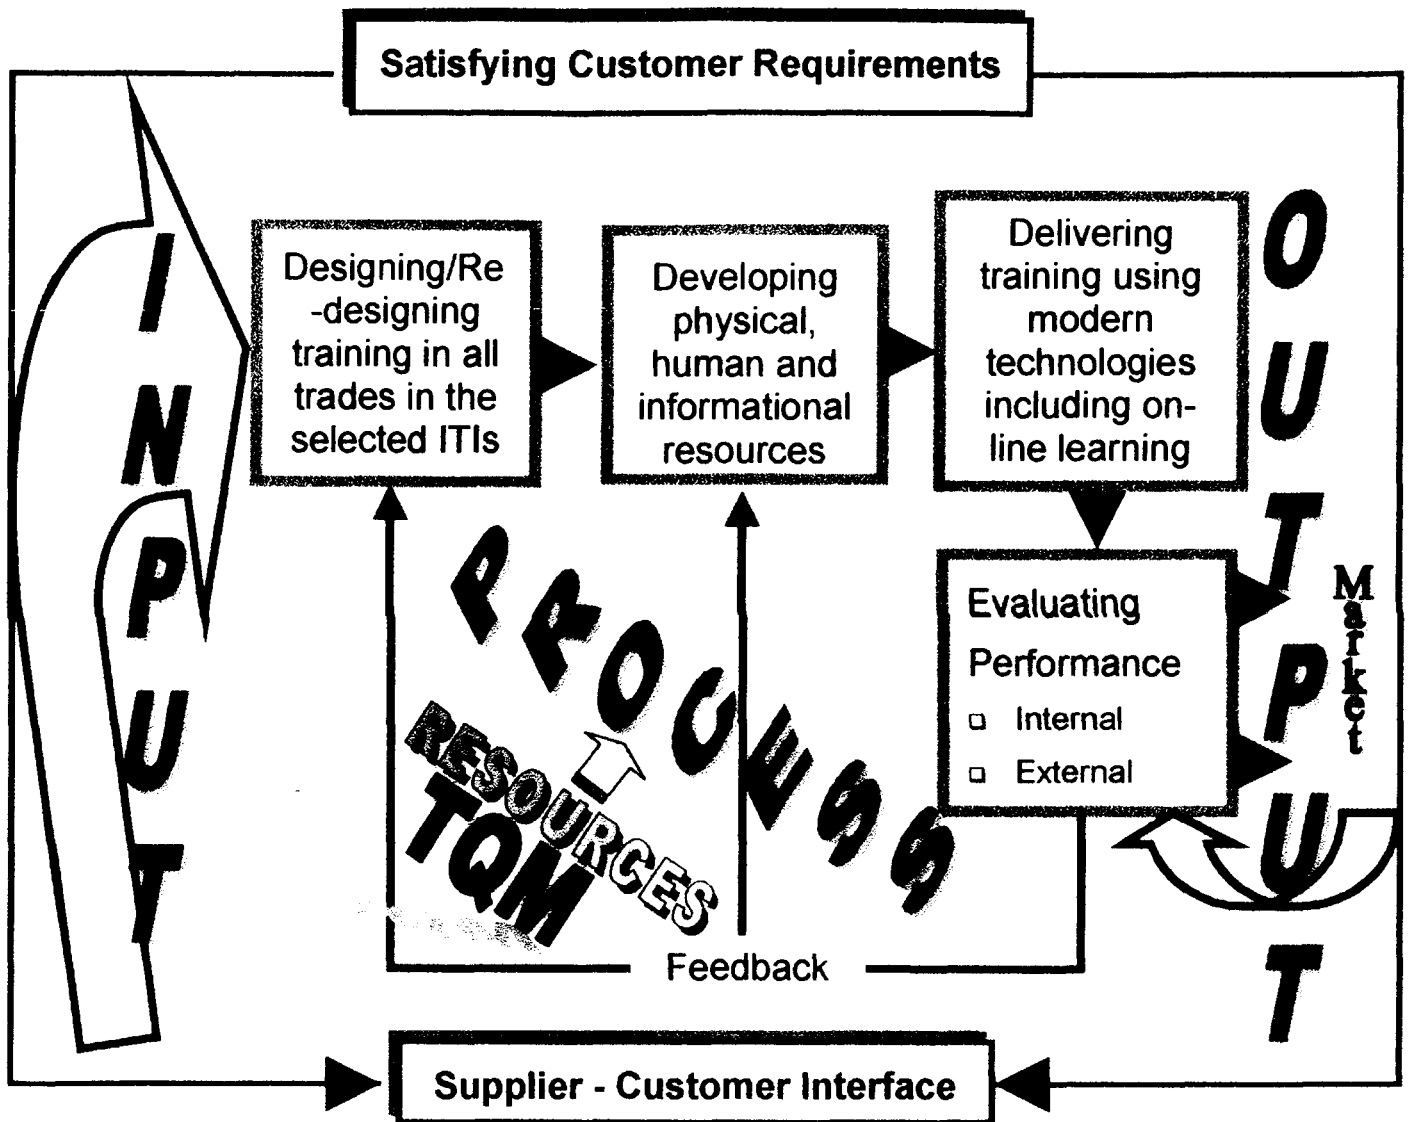 Satisfying Customer Requirements
INPUT
Designing/Re
-designing
training in all
trades in the
selected ITIs
Developing
physical,
human and
informational
resources
Delivering
training using
modern
technologies
including on-
line learning
OUTPUT
Evaluating
Performance
Internal
External
Market
PROCESS
RESOURCES
TQM
Feedback
Supplier - Customer Interface